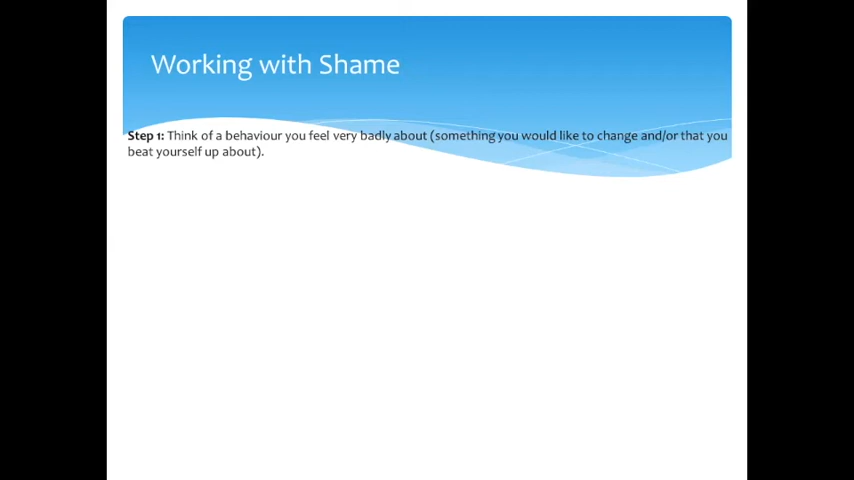 Working with Shame
Step 1: Think of a behaviour you feel very badly about (something you would like to change and/or that you
beat yourself up about).